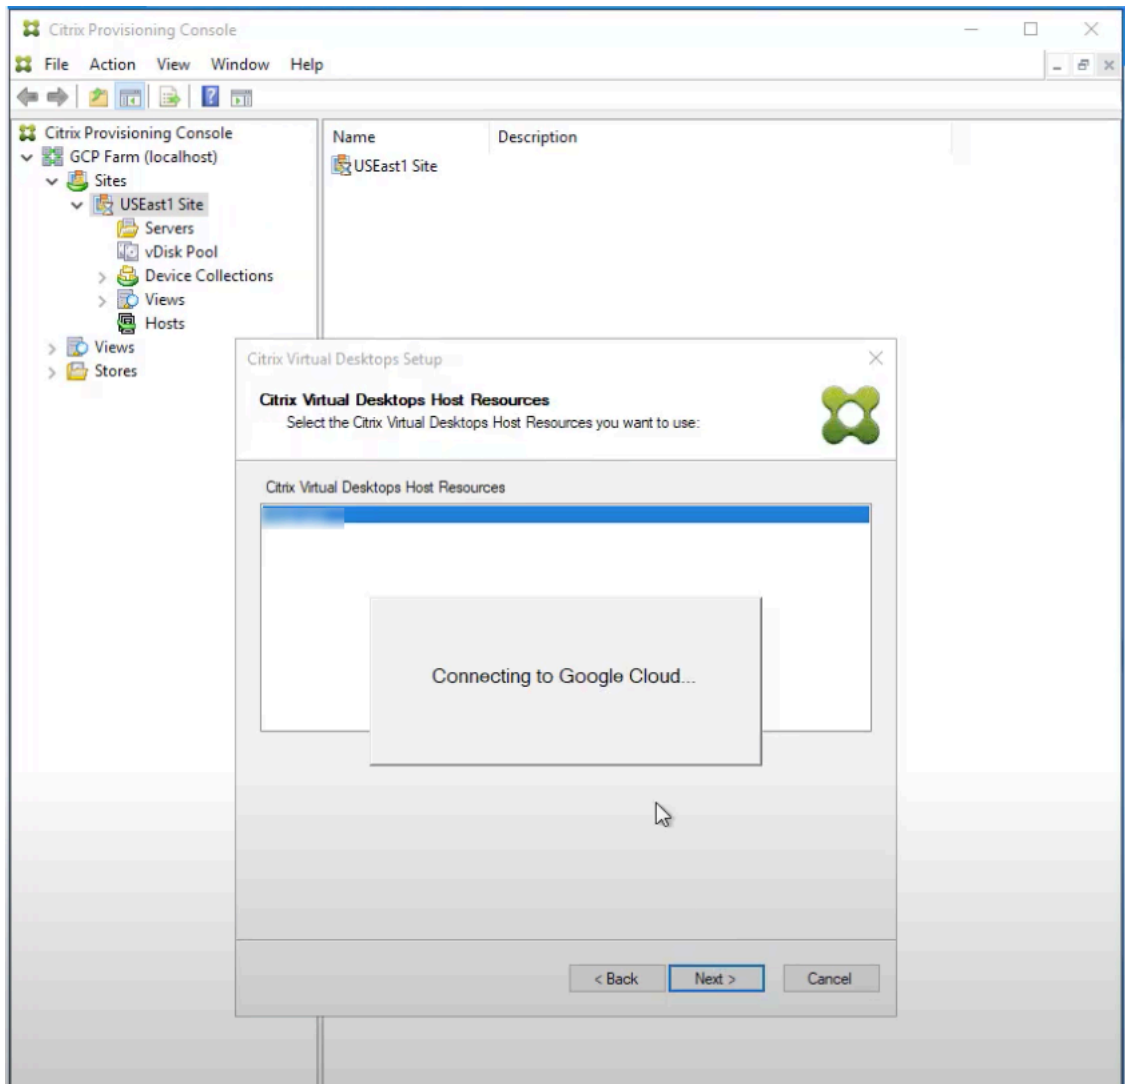 Citrix Provisioning Console
File Action View Window Help
Citrix Provisioning Console
GCP Farm (localhost)
Sites
USEast1 Site
Servers
vDisk Pool
Device Collections
Views
Hosts
Views
Stores
Name Description
USEast1 Site
Citrix Virtual Desktops Setup
Citrix Virtual Desktops Host Resources
Select the Citrix Virtual Desktops Host Resources you want to use:
Citrix Virtual Desktops Host Resources
Connecting to Google Cloud...
< Back Next > Cancel